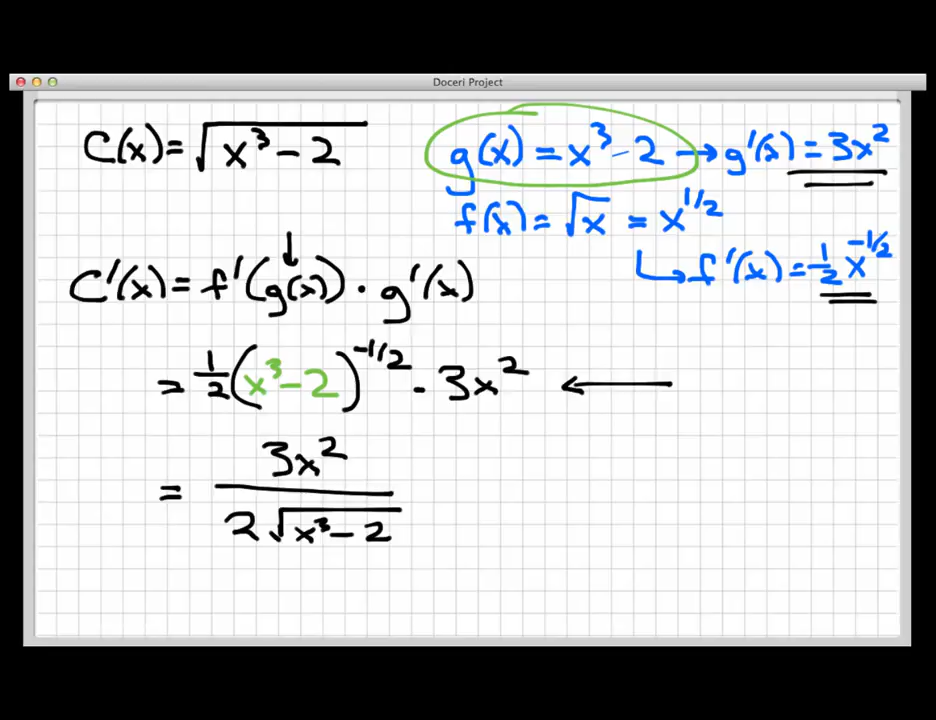 Doceri Project
C(x) = √(x³ − 2)
g(x) = x³ − 2 → g'(x) = 3x²
f(x) = √x = x^(1/2)
↳ f'(x) = 1/2 x^(−1/2)
C'(x) = f'(g(x)) · g'(x)
= 1/2 (x³ − 2)^(−1/2) · 3x² ←
= 3x² / (2√(x³ − 2))